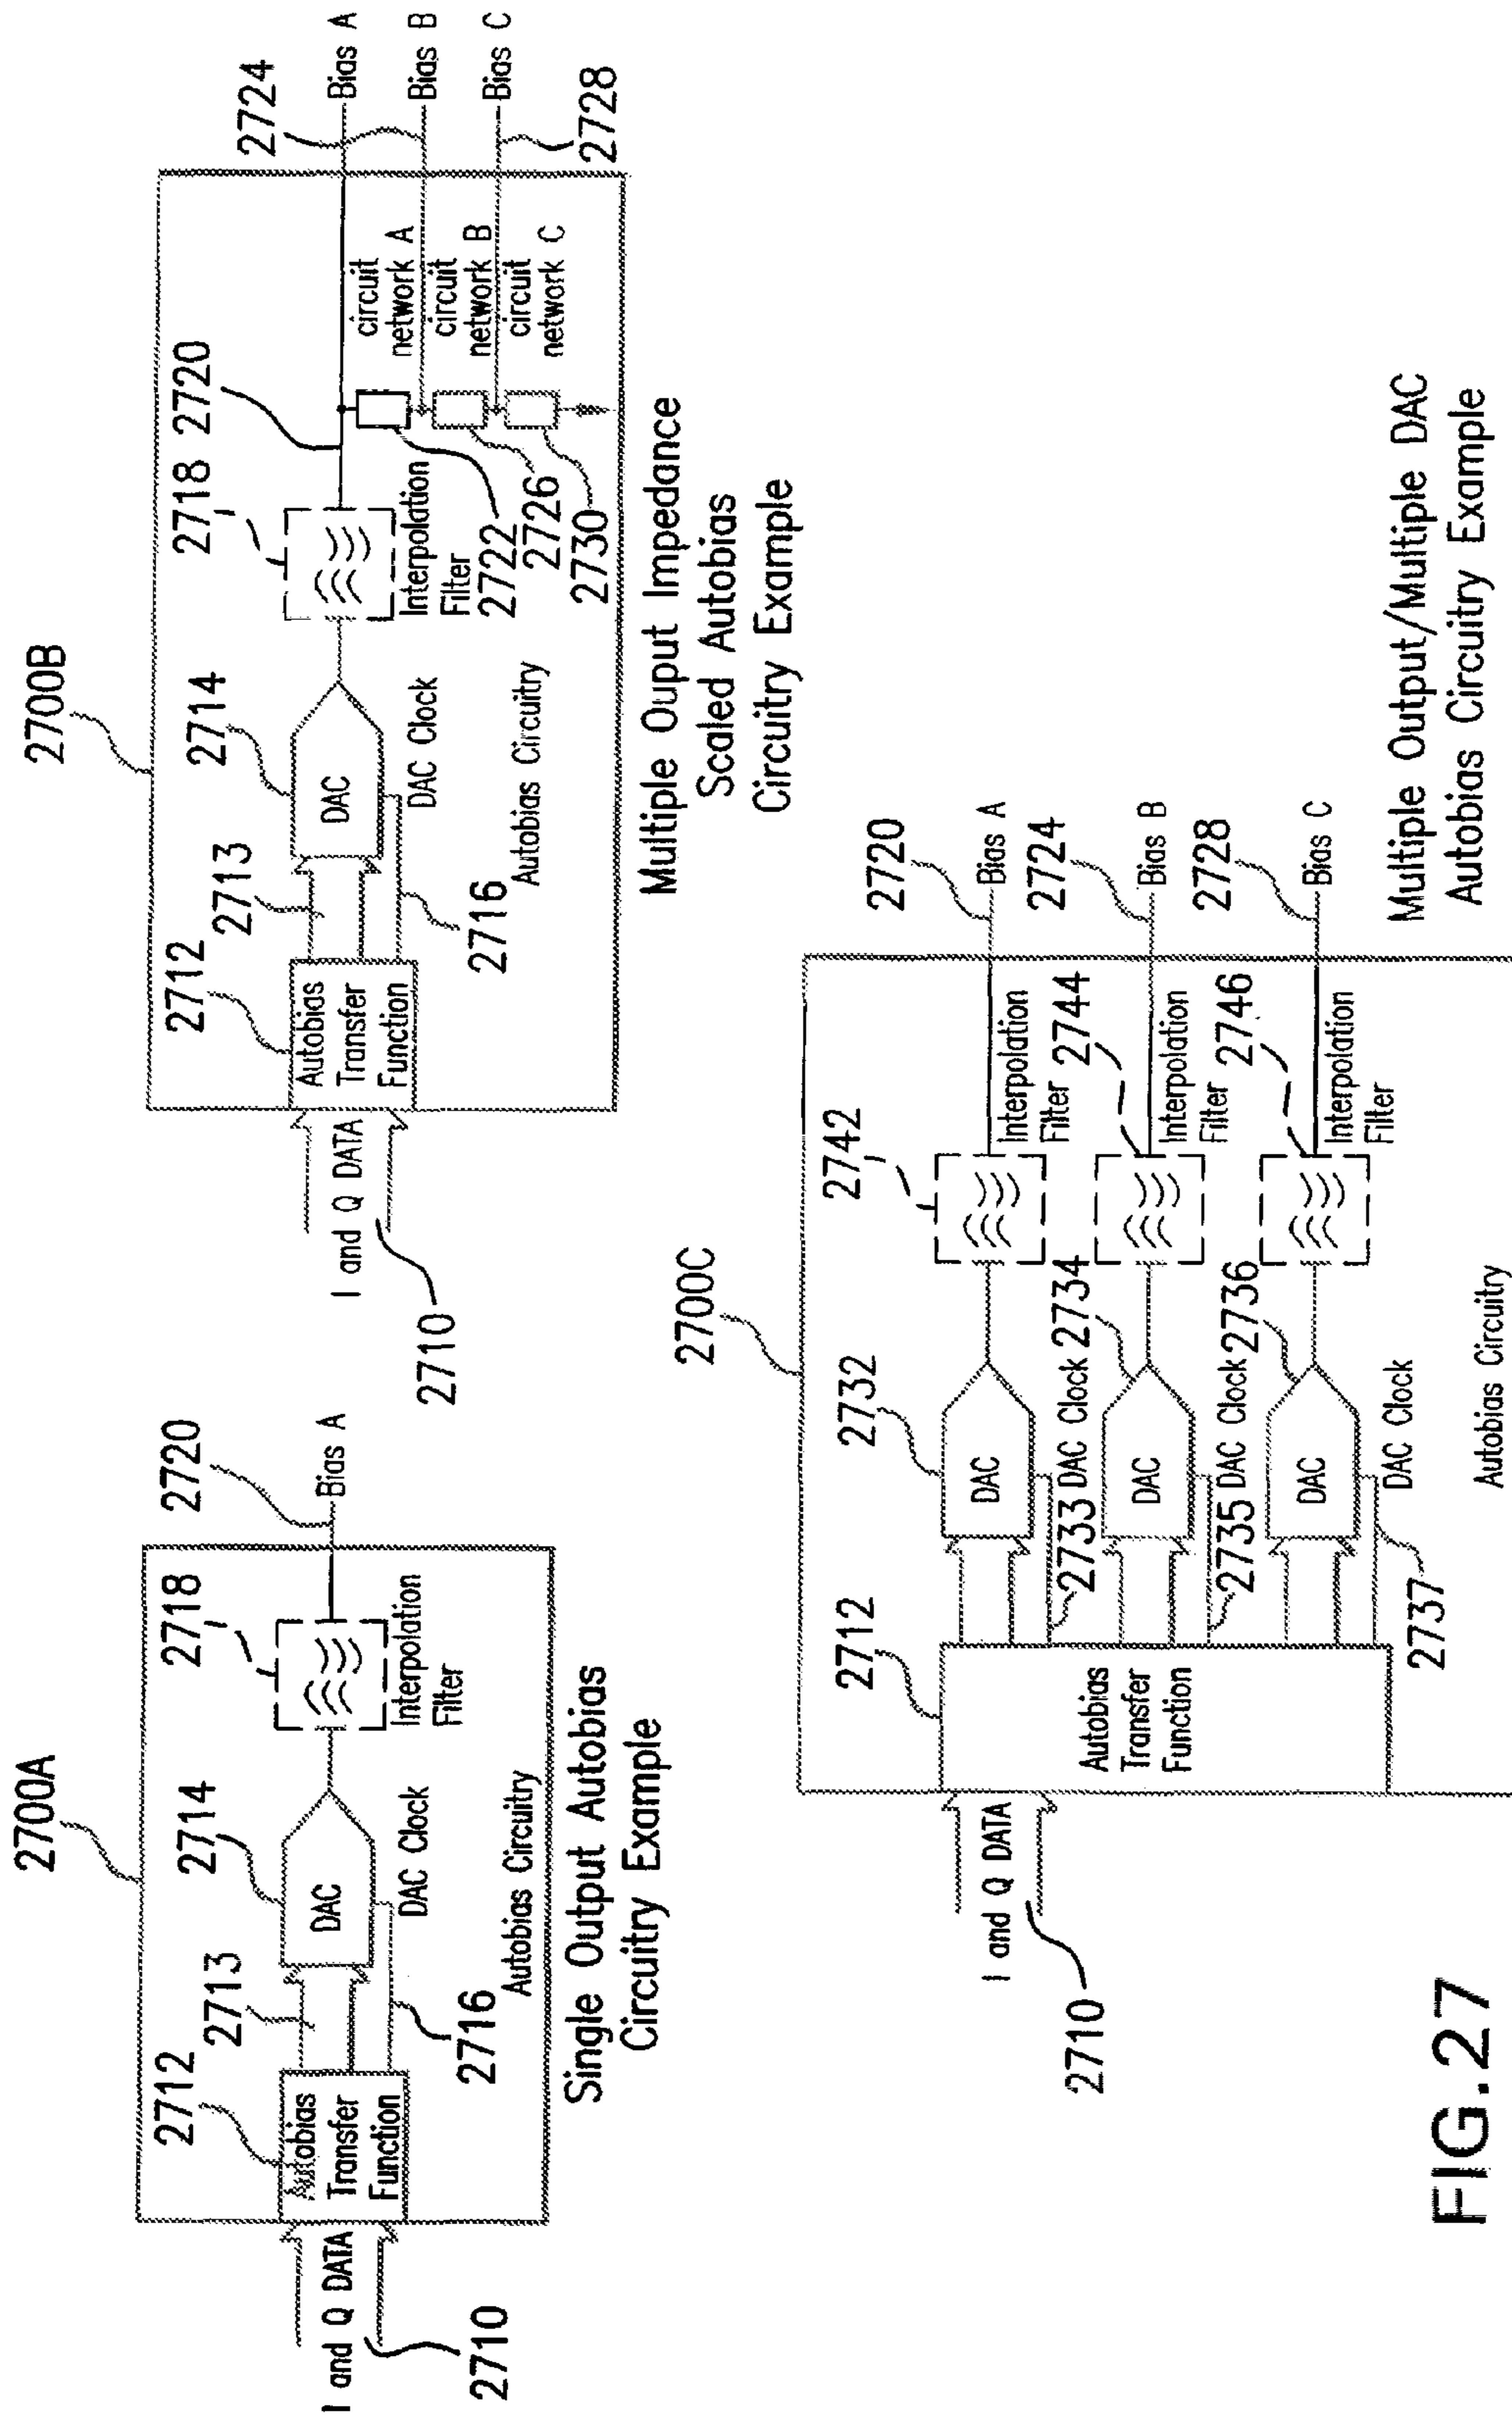 2700A
2712
2713
2714
2718
2720
I and Q DATA
Autobias
Transfer
Function
DAC
DAC Clock
Interpolation
Filter
Bias A
2710
2716
Autobias Circuitry
Single Output Autobias
Circuitry Example
2700B
2712
2713
2714
2718
2720
2724
I and Q DATA
Autobias
Transfer
Function
DAC
DAC Clock
Interpolation
Filter
circuit
network A
circuit
network B
circuit
network C
Bias A
Bias B
Bias C
2710
2716
2722
2726
2730
2728
Autobias Circuitry
Multiple Ouput Impedance
Scaled Autobias
Circuitry Example
2700C
2712
2732
2742
2720
I and Q DATA
2710
Autobias
Transfer
Function
DAC
2733
DAC Clock
Interpolation
Filter
Bias A
2734
2744
2724
DAC
2735
DAC Clock
Interpolation
Filter
Bias B
2736
2746
2728
DAC
2737
DAC Clock
Interpolation
Filter
Bias C
Autobias Circuitry
Multiple Output/Multiple DAC
Autobias Circuitry Example
FIG.27